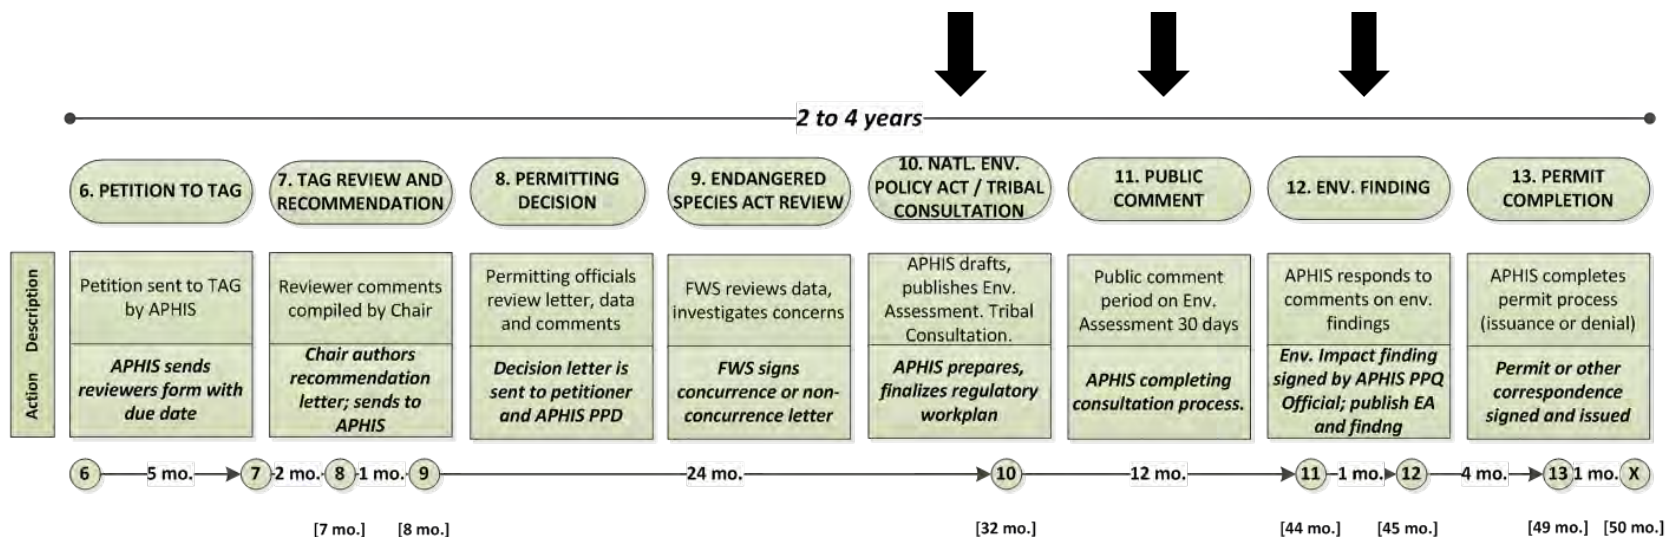 2 to 4 years
6. PETITION TO TAG
7. TAG REVIEW AND
RECOMMENDATION
8. PERMITTING
DECISION
9. ENDANGERED
SPECIES ACT REVIEW
10. NATL. ENV.
POLICY ACT / TRIBAL
CONSULTATION
11. PUBLIC
COMMENT
12. ENV. FINDING
13. PERMIT
COMPLETION
Description
Petition sent to TAG
by APHIS
Reviewer comments
compiled by Chair
Permitting officials
review letter, data
and comments
FWS reviews data,
investigates concerns
APHIS drafts,
publishes Env.
Assessment. Tribal
Consultation.
Public comment
period on Env.
Assessment 30 days
APHIS responds to
comments on env.
findings
APHIS completes
permit process
(issuance or denial)
Action
APHIS sends
reviewers form with
due date
Chair authors
recommendation
letter; sends to
APHIS
Decision letter is
sent to petitioner
and APHIS PPD
FWS signs
concurrence or non-
concurrence letter
APHIS prepares,
finalizes regulatory
workplan
APHIS completing
consultation process.
Env. Impact finding
signed by APHIS PPQ
Official; publish EA
and findng
Permit or other
correspondence
signed and issued
6 5 mo. 7 2 mo. 8 1 mo. 9 24 mo. 10 12 mo. 11 1 mo. 12 4 mo. 13 1 mo. X
[7 mo.] [8 mo.] [32 mo.] [44 mo.] [45 mo.] [49 mo.] [50 mo.]